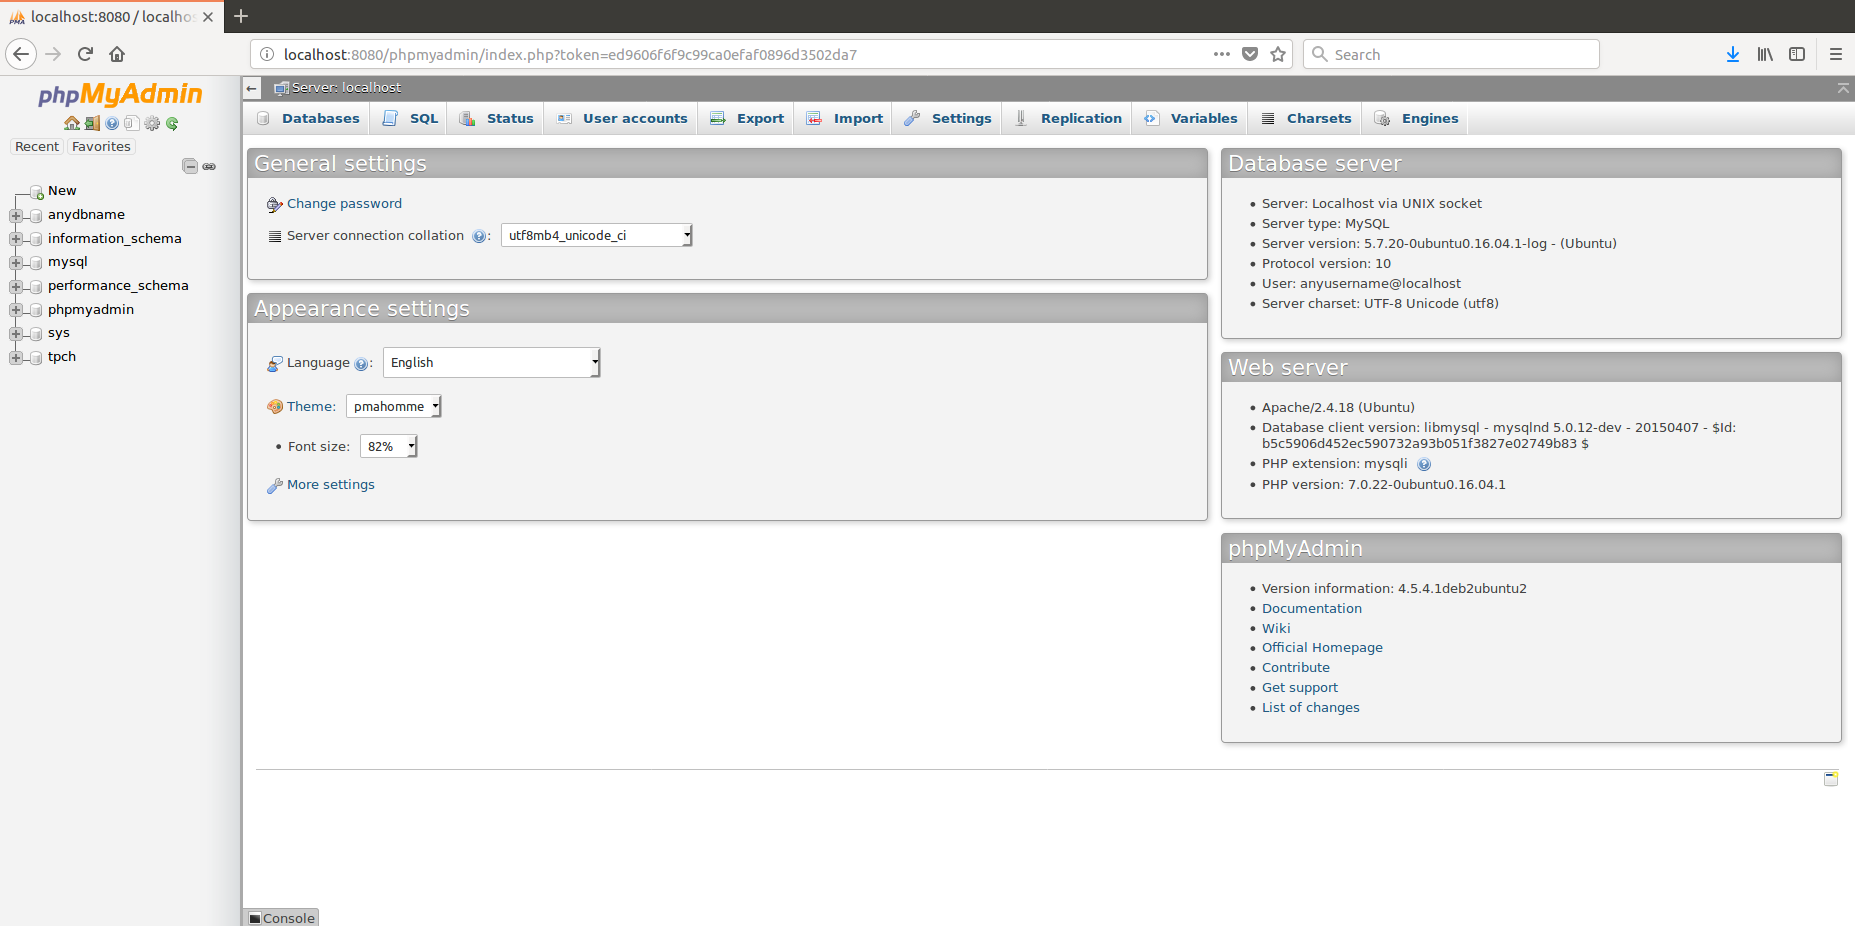 PMA localhost:8080 / localhos
localhost:8080/phpmyadmin/index.php?token=ed9606f6f9c99ca0efaf0896d3502da7
Search
phpMyAdmin
Recent Favorites
New
anydbname
information_schema
mysql
performance_schema
phpmyadmin
sys
tpch
Server: localhost
Databases SQL Status User accounts Export Import Settings Replication Variables Charsets Engines
General settings
Change password
Server connection collation : utf8mb4_unicode_ci
Appearance settings
Language : English
Theme: pmahomme
• Font size: 82%
More settings
Database server
• Server: Localhost via UNIX socket
• Server type: MySQL
• Server version: 5.7.20-0ubuntu0.16.04.1-log - (Ubuntu)
• Protocol version: 10
• User: anyusername@localhost
• Server charset: UTF-8 Unicode (utf8)
Web server
• Apache/2.4.18 (Ubuntu)
• Database client version: libmysql - mysqlnd 5.0.12-dev - 20150407 - $Id:
b5c5906d452ec590732a93b051f3827e02749b83 $
• PHP extension: mysqli
• PHP version: 7.0.22-0ubuntu0.16.04.1
phpMyAdmin
• Version information: 4.5.4.1deb2ubuntu2
• Documentation
• Wiki
• Official Homepage
• Contribute
• Get support
• List of changes
Console